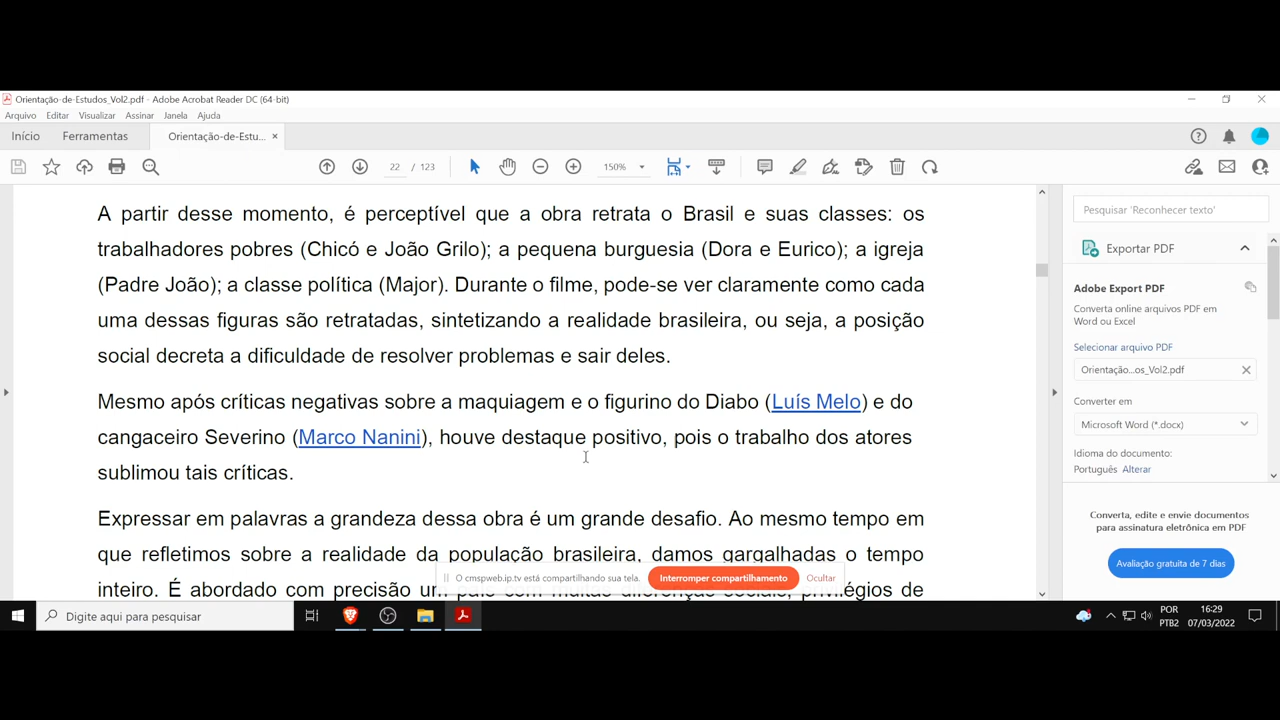 Orientação-de-Estudos_Vol2.pdf - Adobe Acrobat Reader DC (64-bit)
Arquivo Editar Visualizar Assinar Janela Ajuda
Início Ferramentas Orientação-de-Estu... ×
22 / 123 150%
A partir desse momento, é perceptível que a obra retrata o Brasil e suas classes: os
trabalhadores pobres (Chicó e João Grilo); a pequena burguesia (Dora e Eurico); a igreja
(Padre João); a classe política (Major). Durante o filme, pode-se ver claramente como cada
uma dessas figuras são retratadas, sintetizando a realidade brasileira, ou seja, a posição
social decreta a dificuldade de resolver problemas e sair deles.
Mesmo após críticas negativas sobre a maquiagem e o figurino do Diabo (Luís Melo) e do
cangaceiro Severino (Marco Nanini), houve destaque positivo, pois o trabalho dos atores
sublimou tais críticas.
Expressar em palavras a grandeza dessa obra é um grande desafio. Ao mesmo tempo em
que refletimos sobre a realidade da população brasileira, damos gargalhadas o tempo
inteiro. É abordado com precisão um país com muitas diferenças sociais, privilégios de
O cmspweb.ip.tv está compartilhando sua tela. Interromper compartilhamento Ocultar
Pesquisar 'Reconhecer texto'
Exportar PDF
Adobe Export PDF
Converta online arquivos PDF em
Word ou Excel
Selecionar arquivo PDF
Orientação...os_Vol2.pdf ×
Converter em
Microsoft Word (*.docx)
Idioma do documento:
Português Alterar
Converta, edite e envie documentos
para assinatura eletrônica em PDF
Avaliação gratuita de 7 dias
Digite aqui para pesquisar
POR
PTB2
16:29
07/03/2022